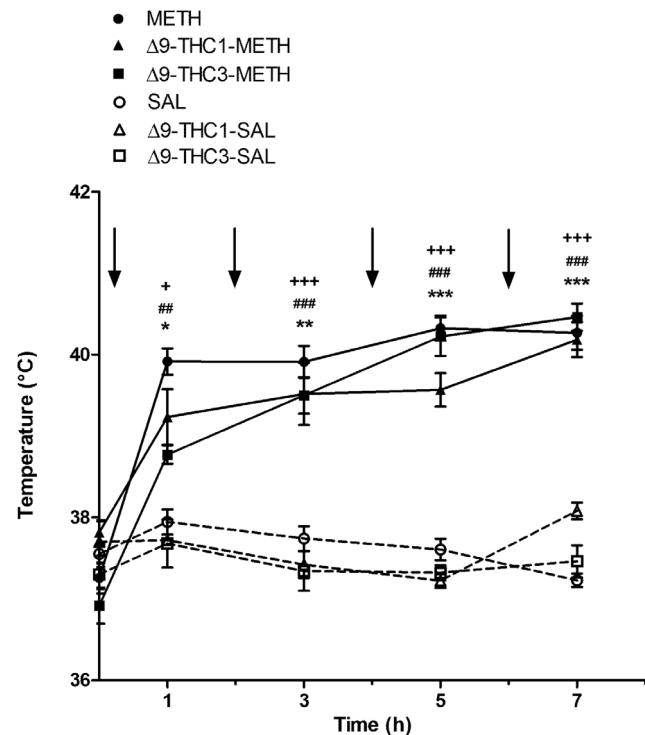 METH
Δ9-THC1-METH
Δ9-THC3-METH
SAL
Δ9-THC1-SAL
Δ9-THC3-SAL
42
40
38
36
Temperature (°C)
+
##
*
+++
###
**
+++
###
***
+++
###
***
1
3
5
7
Time (h)